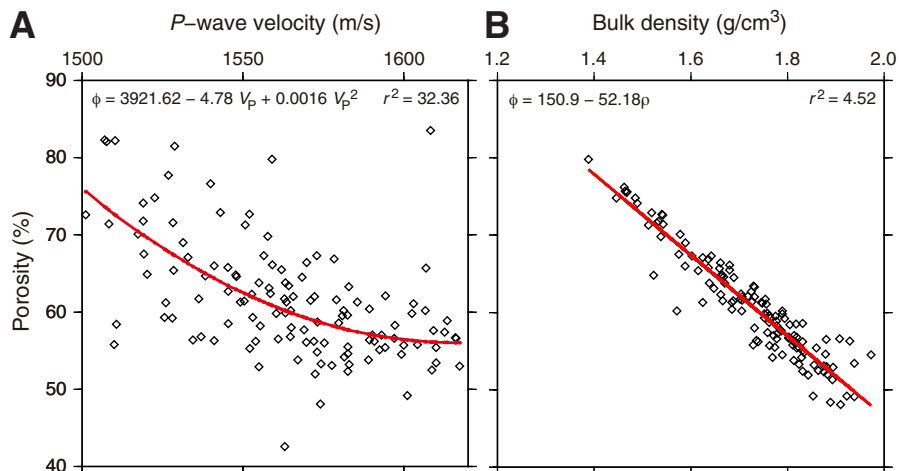 A
P–wave velocity (m/s)
1500 1550 1600
φ = 3921.62 – 4.78 V_P + 0.0016 V_P² r² = 32.36
Porosity (%)
90
80
70
60
50
40
B
Bulk density (g/cm³)
1.2 1.4 1.6 1.8 2.0
φ = 150.9 – 52.18ρ r² = 4.52